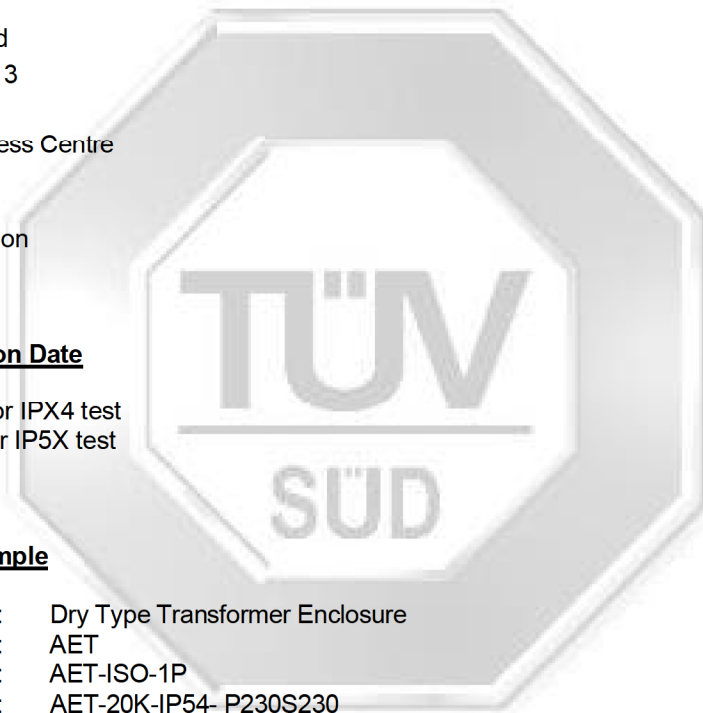 d
3
ess Centre
on
TÜV
SÜD
on Date
or IPX4 test
r IP5X test
mple
: Dry Type Transformer Enclosure
: AET
: AET-ISO-1P
: AET-20K-IP54- P230S230